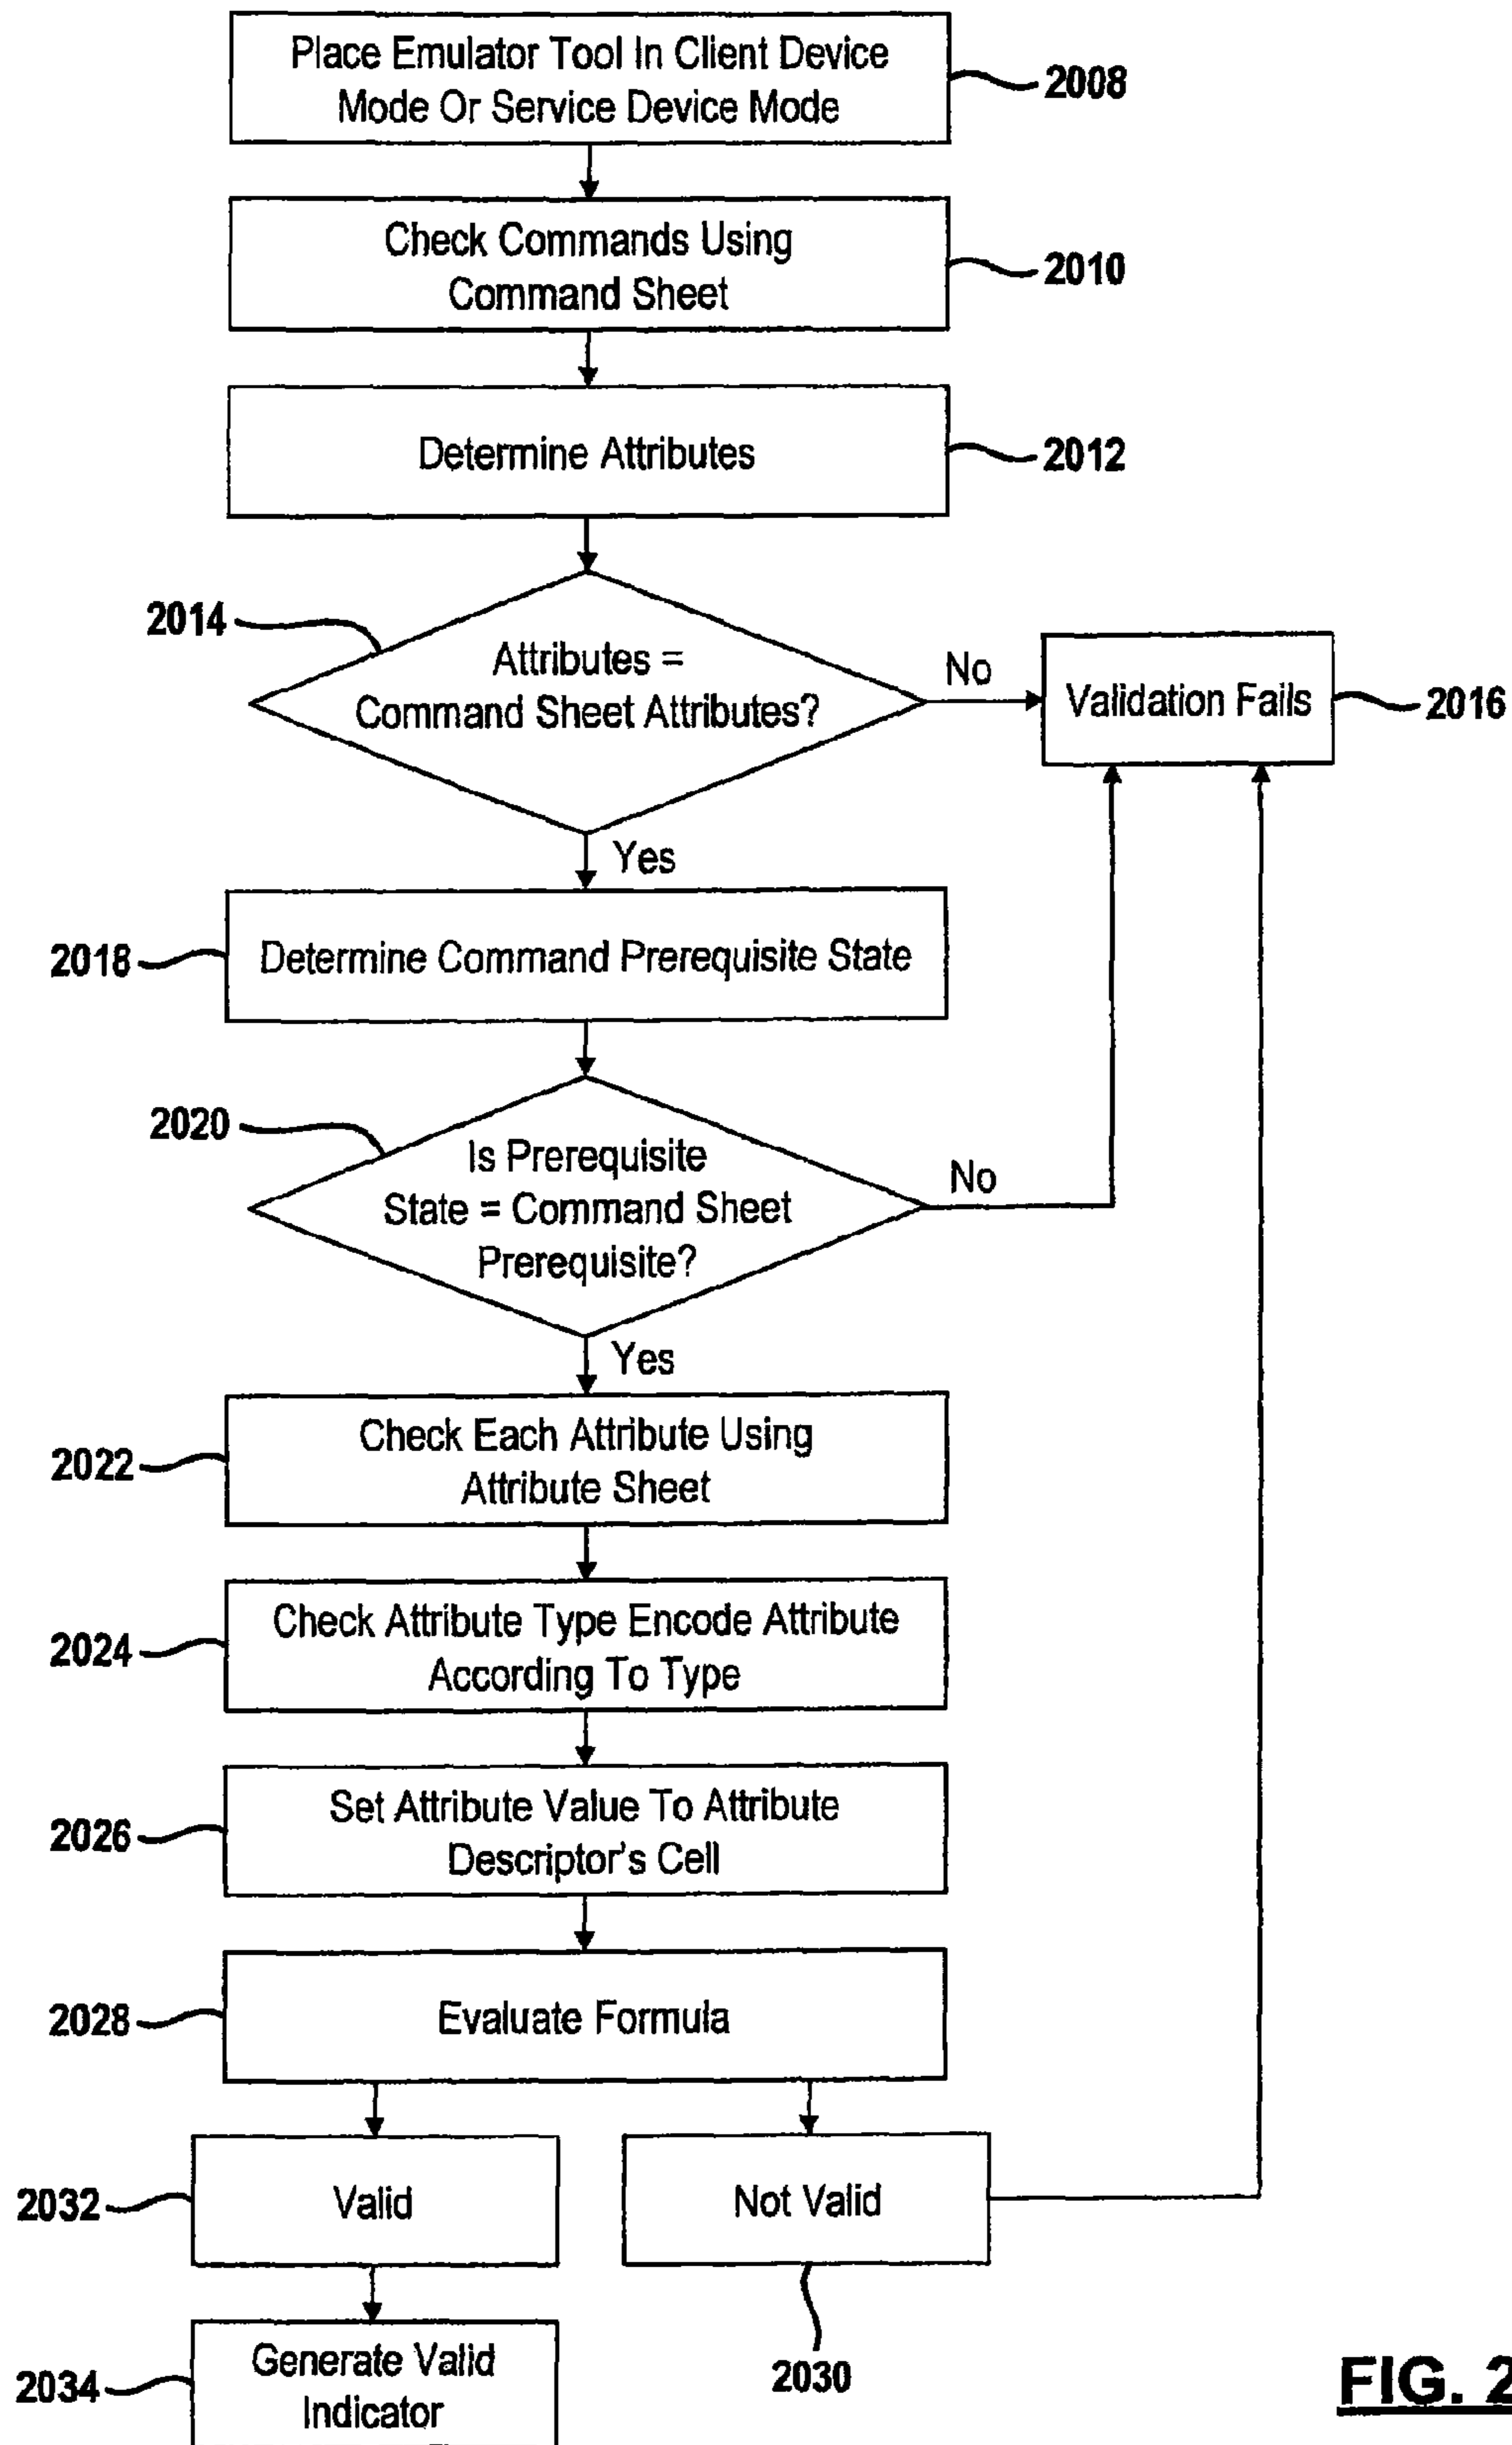 Place Emulator Tool In Client Device
Mode Or Service Device Mode
2008
Check Commands Using
Command Sheet
2010
Determine Attributes
2012
2014
Attributes =
Command Sheet Attributes?
No
Validation Fails
2016
Yes
2018
Determine Command Prerequisite State
2020
Is Prerequisite
State = Command Sheet
Prerequisite?
No
Yes
2022
Check Each Attribute Using
Attribute Sheet
2024
Check Attribute Type Encode Attribute
According To Type
2026
Set Attribute Value To Attribute
Descriptor's Cell
2028
Evaluate Formula
2032
Valid
Not Valid
2030
2034
Generate Valid
Indicator
FIG. 2